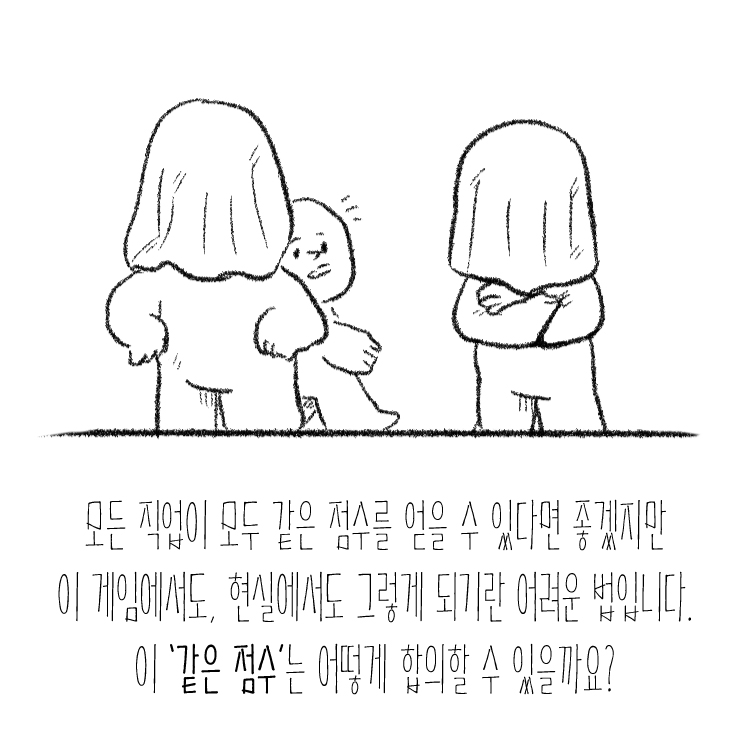 모든 직업이 모두 같은 점수를 얻을 수 있다면 좋겠지만
이 게임에서도, 현실에서도 그렇게 되기란 어려운 법입니다.
이 '같은 점수'는 어떻게 합의할 수 있을까요?